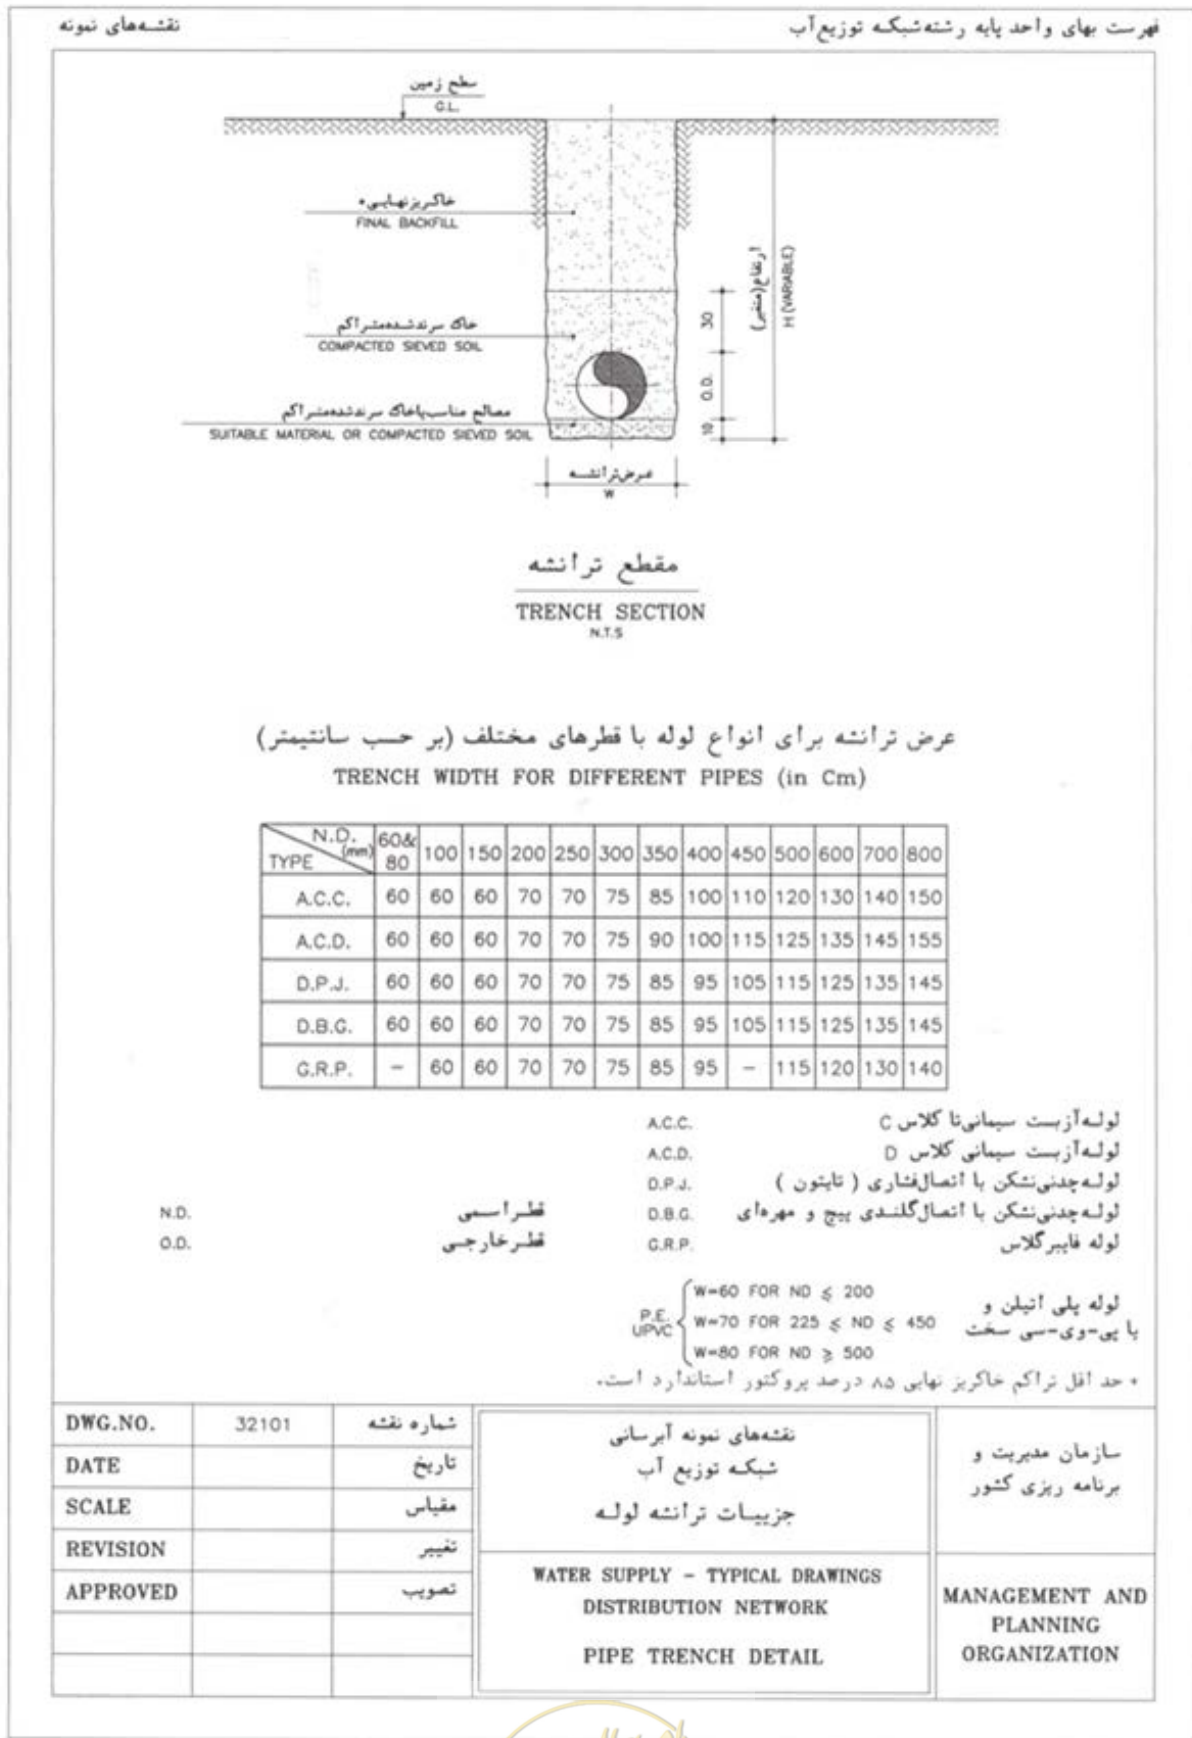 فهرست بهای واحد پایه رشته شبکه توزیع آب
نقشه‌های نمونه
سطح زمین
G.L.
خاکریز نهایی*
FINAL BACKFILL
خاک سرند شده متراکم
COMPACTED SIEVED SOIL
مصالح مناسب یا خاک سرند شده متراکم
SUITABLE MATERIAL OR COMPACTED SIEVED SOIL
30
O.D.
10
ارتفاع (متغیر)
H (VARIABLE)
عرض ترانشه
W
مقطع ترانشه
TRENCH SECTION
N.T.S
عرض ترانشه برای انواع لوله با قطرهای مختلف (بر حسب سانتیمتر)
TRENCH WIDTH FOR DIFFERENT PIPES (in Cm)
TYPE N.D. (mm) 60& 80 100 150 200 250 300 350 400 450 500 600 700 800
A.C.C. 60 60 60 70 70 75 85 100 110 120 130 140 150
A.C.D. 60 60 60 70 70 75 90 100 115 125 135 145 155
D.P.J. 60 60 60 70 70 75 85 95 105 115 125 135 145
D.B.G. 60 60 60 70 70 75 85 95 105 115 125 135 145
G.R.P. - 60 60 70 70 75 85 95 - 115 120 130 140
لوله آزبست سیمانی تا کلاس C A.C.C.
لوله آزبست سیمانی کلاس D A.C.D.
لوله چدنی نشکن با اتصال فشاری ( تایتون ) D.P.J.
لوله چدنی نشکن با اتصال گلندی پیچ و مهره‌ای D.B.G. قطر اسمی N.D.
لوله فایبرگلاس G.R.P. قطر خارجی O.D.
لوله پلی اتیلن و
یا پی-وی-سی سخت
P.E.
UPVC
W=60 FOR ND ⩽ 200
W=70 FOR 225 ⩽ ND ⩽ 450
W=80 FOR ND ⩾ 500
* حد اقل تراکم خاکریز نهایی ۸۵ درصد پروکتور استاندارد است.
DWG.NO. 32101 شماره نقشه
DATE تاریخ
SCALE مقیاس
REVISION تغییر
APPROVED تصویب
نقشه‌های نمونه آبرسانی
شبکه توزیع آب
جزییات ترانشه لوله
WATER SUPPLY - TYPICAL DRAWINGS
DISTRIBUTION NETWORK
PIPE TRENCH DETAIL
سازمان مدیریت و
برنامه ریزی کشور
MANAGEMENT AND
PLANNING
ORGANIZATION